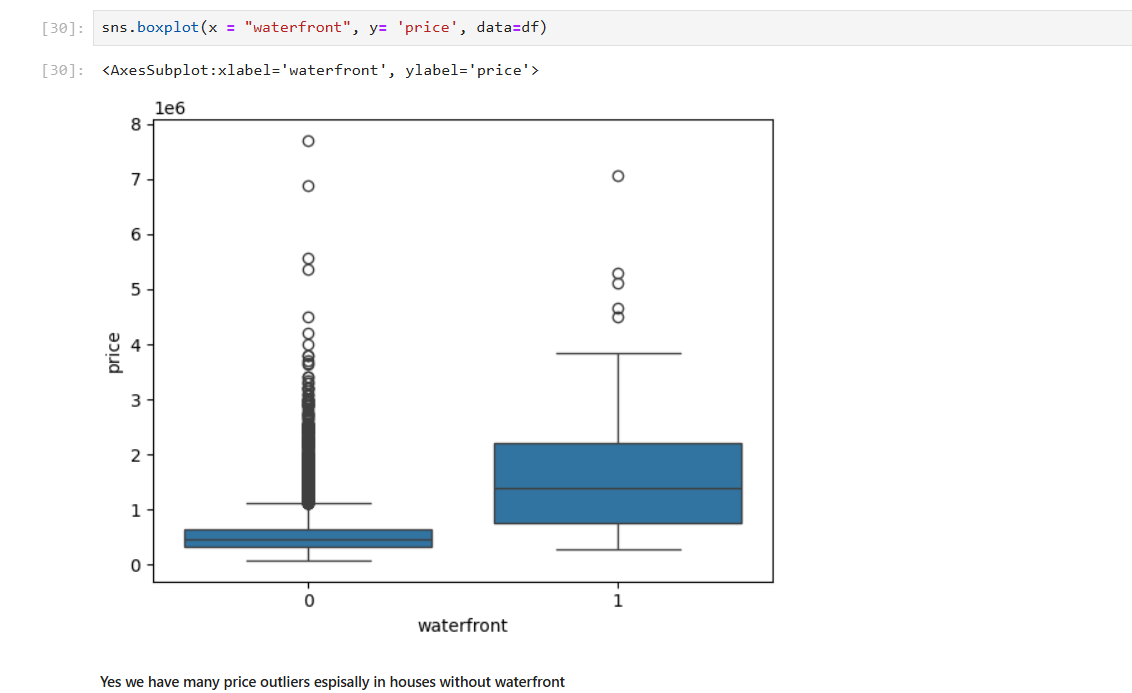 [30]: sns.boxplot(x = "waterfront", y= 'price', data=df)
[30]: <AxesSubplot:xlabel='waterfront', ylabel='price'>
1e6
8
7
6
5
4
3
2
1
0
price
0 1
waterfront
Yes we have many price outliers espisally in houses without waterfront